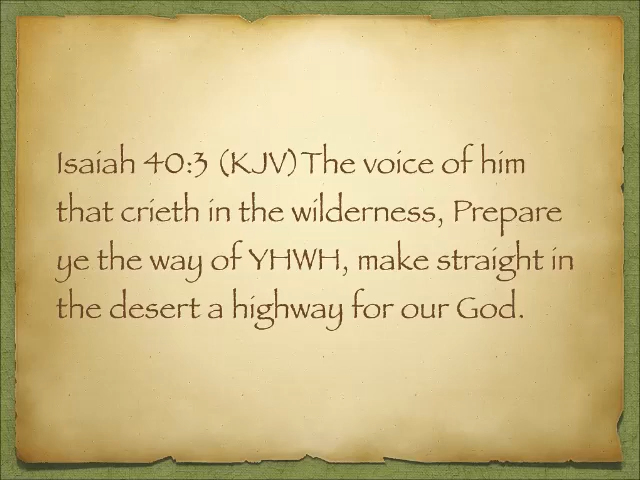 Isaiah 40:3 (KJV) The voice of him
that crieth in the wilderness, Prepare
ye the way of YHWH, make straight in
the desert a highway for our God.